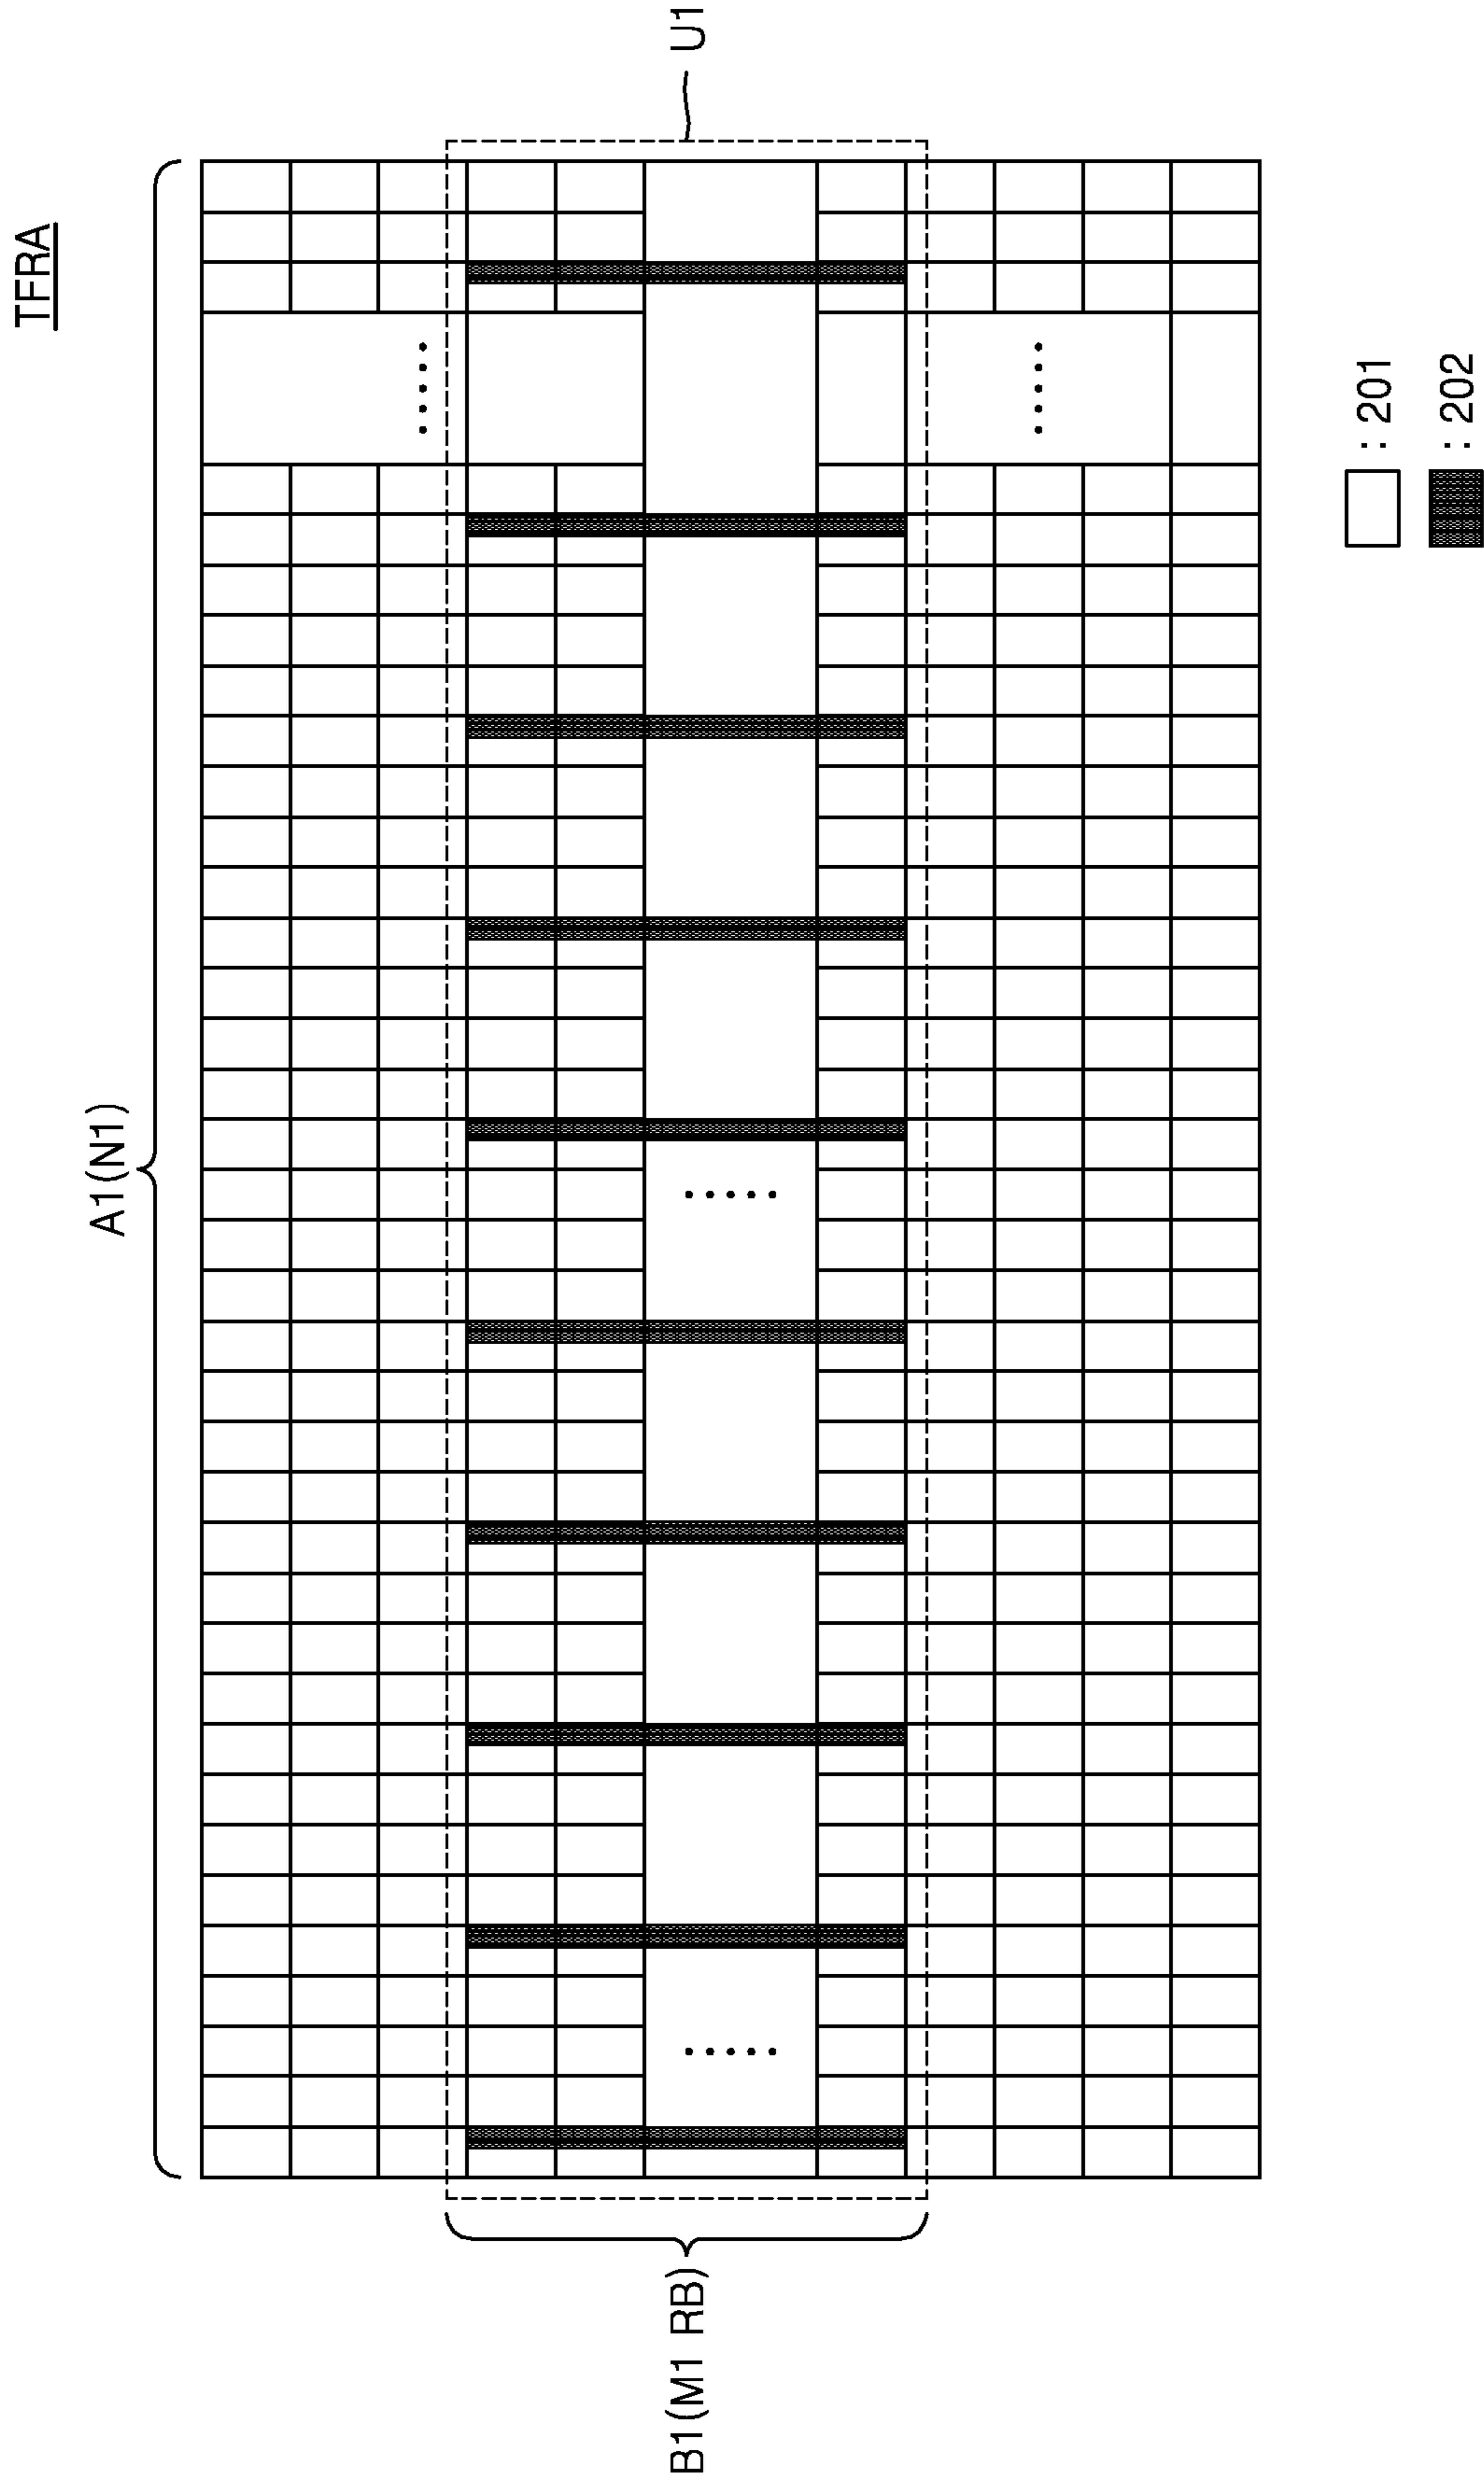 TFRA
A1(N1)
U1
B1(M1 RB)
: 201
: 202